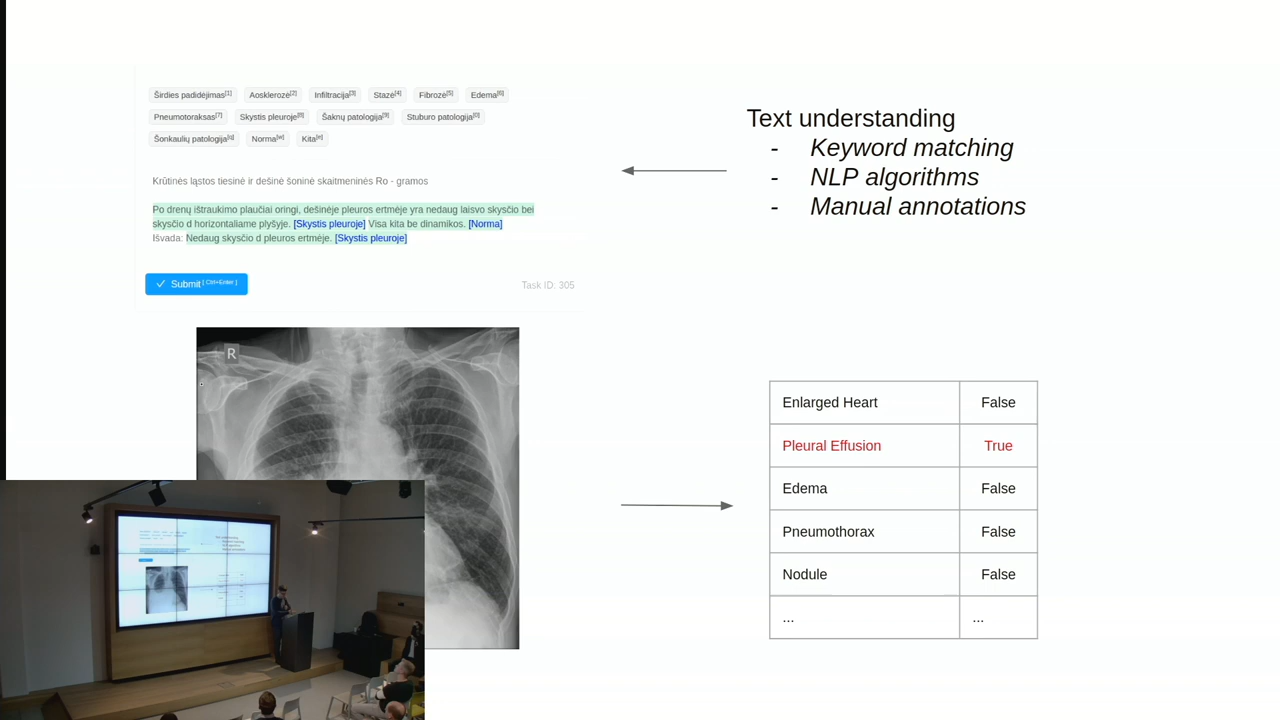 Širdies padidėjimas[1] Aosklerozė[2] Infiltracija[3] Stazė[4] Fibrozė[5] Edema[6]
Pneumotoraksas[7] Skystis pleuroje[8] Šaknų patologija[9] Stuburo patologija[0]
Šonkaulių patologija[q] Norma[w] Kita[e]
Krūtinės ląstos tiesinė ir dešinė šoninė skaitmeninės Ro - gramos
Po drenų ištraukimo plaučiai oringi, dešinėje pleuros ertmėje yra nedaug laisvo skysčio bei
skysčio d horizontaliame plyšyje. [Skystis pleuroje] Visa kita be dinamikos. [Norma]
Išvada: Nedaug skysčio d pleuros ertmėje. [Skystis pleuroje]
Submit [ Ctrl+Enter ]
Task ID: 305
Text understanding
- Keyword matching
- NLP algorithms
- Manual annotations
R
Enlarged Heart False
Pleural Effusion True
Edema False
Pneumothorax False
Nodule False
... ...